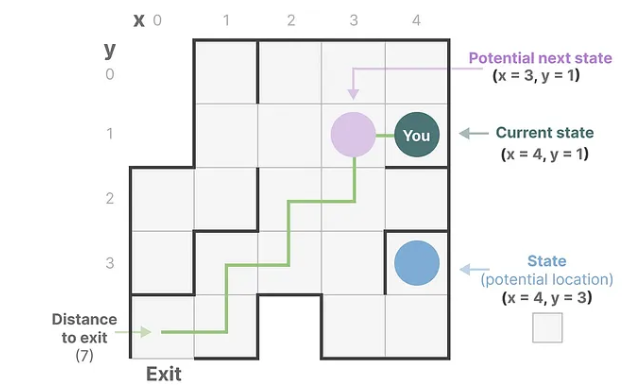 x 0 1 2 3 4
y
0
1
2
3
Potential next state
(x = 3, y = 1)
You
Current state
(x = 4, y = 1)
State
(potential location)
(x = 4, y = 3)
Distance
to exit
(7)
Exit